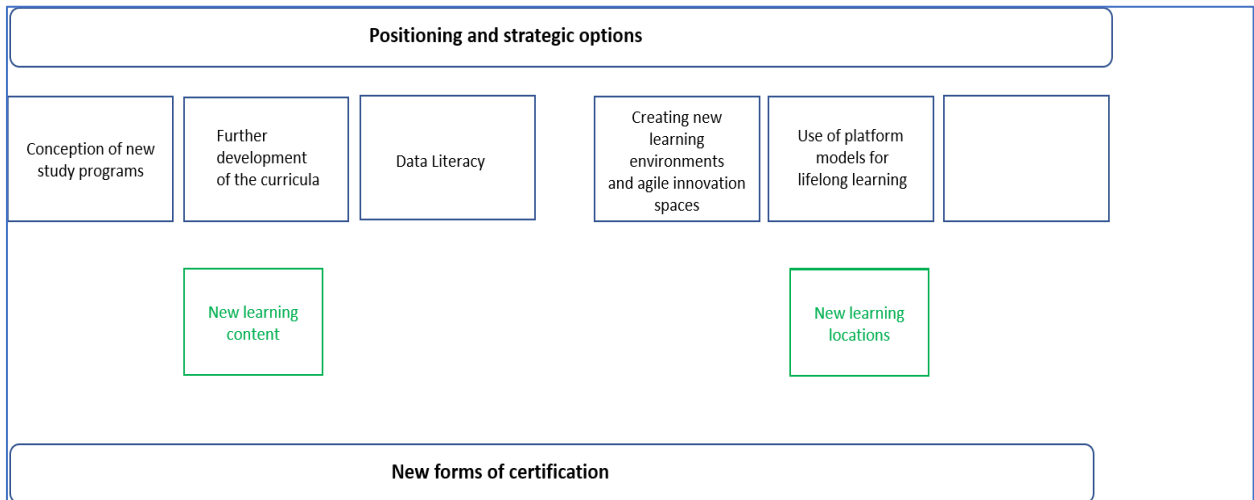 Positioning and strategic options
Conception of new
study programs
Further
development
of the curricula
Data Literacy
Creating new
learning
environments
and agile innovation
spaces
Use of platform
models for
lifelong learning
New learning
content
New learning
locations
New forms of certification